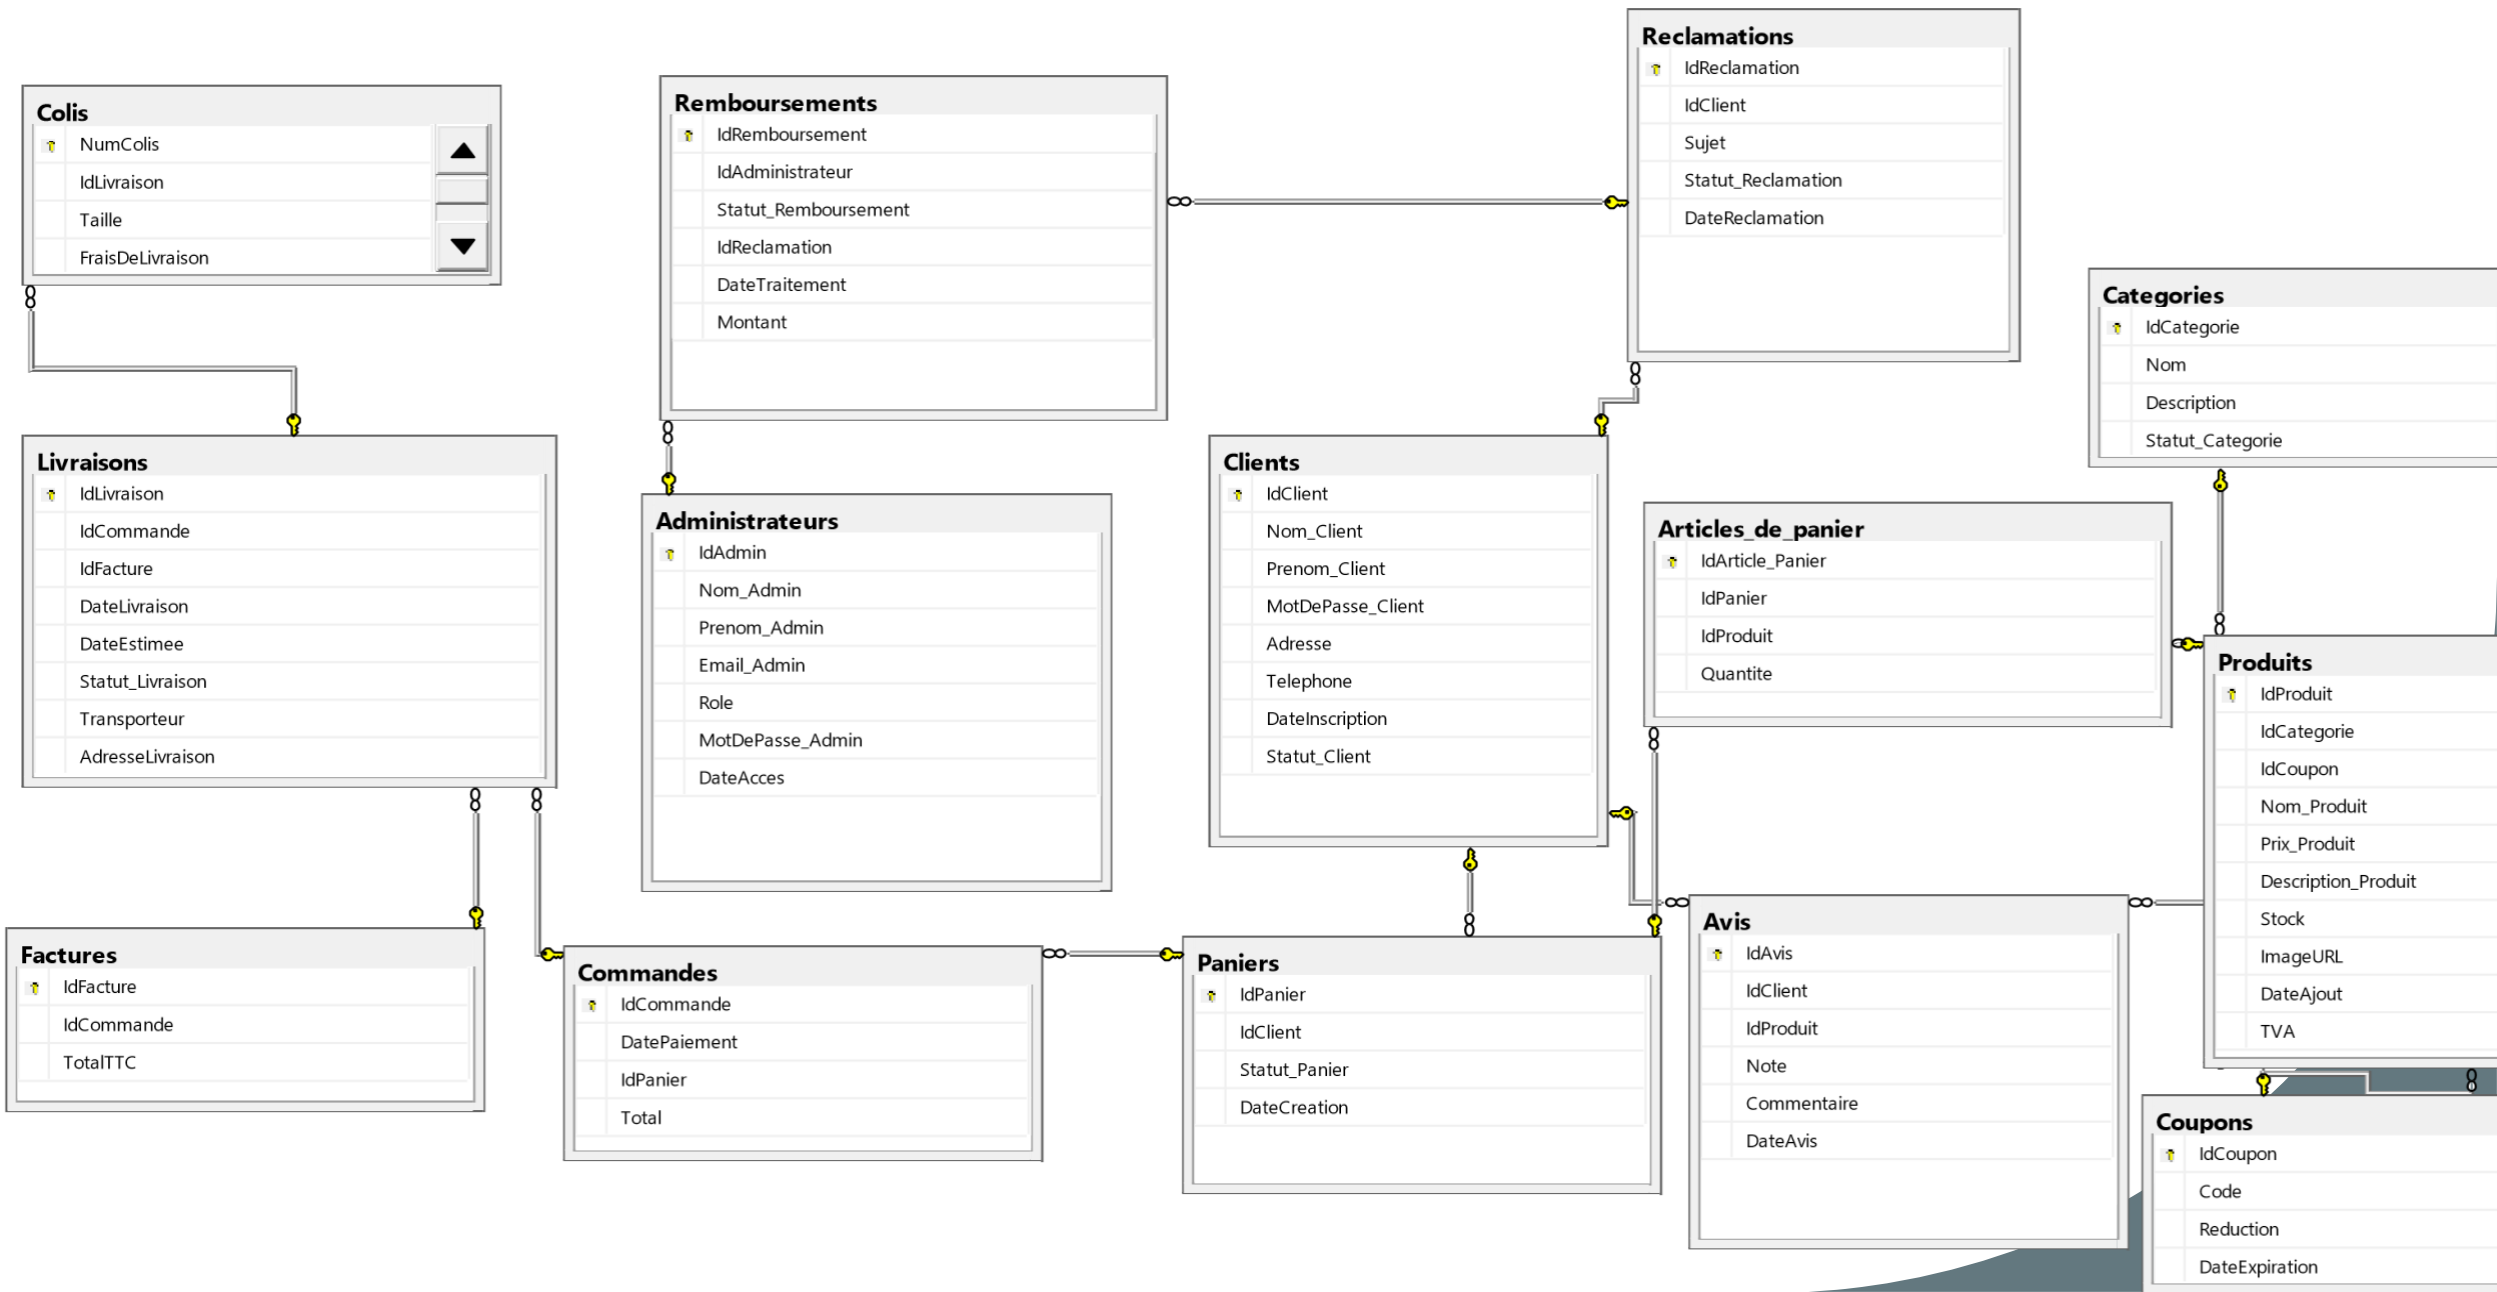 Colis
NumColis
IdLivraison
Taille
FraisDeLivraison
Remboursements
IdRemboursement
IdAdministrateur
Statut_Remboursement
IdReclamation
DateTraitement
Montant
Reclamations
IdReclamation
IdClient
Sujet
Statut_Reclamation
DateReclamation
Categories
IdCategorie
Nom
Description
Statut_Categorie
Livraisons
IdLivraison
IdCommande
IdFacture
DateLivraison
DateEstimee
Statut_Livraison
Transporteur
AdresseLivraison
Administrateurs
IdAdmin
Nom_Admin
Prenom_Admin
Email_Admin
Role
MotDePasse_Admin
DateAcces
Clients
IdClient
Nom_Client
Prenom_Client
MotDePasse_Client
Adresse
Telephone
DateInscription
Statut_Client
Articles_de_panier
IdArticle_Panier
IdPanier
IdProduit
Quantite
Produits
IdProduit
IdCategorie
IdCoupon
Nom_Produit
Prix_Produit
Description_Produit
Stock
ImageURL
DateAjout
TVA
Factures
IdFacture
IdCommande
TotalTTC
Commandes
IdCommande
DatePaiement
IdPanier
Total
Paniers
IdPanier
IdClient
Statut_Panier
DateCreation
Avis
IdAvis
IdClient
IdProduit
Note
Commentaire
DateAvis
Coupons
IdCoupon
Code
Reduction
DateExpiration